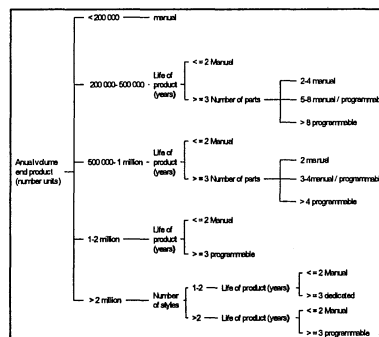 < 200 000 manual
< = 2 Manual
Life of
200 000- 500 000 product
(years)
2-4 manual
> = 3 Number of parts
5-8 manual / programmable
> 8 programmable
< = 2 Manual
Life of
500 000- 1 million product
(years)
2 manual
> = 3 Number of parts
3-4 manual / programmable
> 4 programmable
Anual volume
end product
(number units)
< = 2 Manual
1-2 million
Life of
product
(years)
> = 3 programmable
< = 2 Manual
1-2 Life of product (years)
> = 3 dedicated
> 2 million
Number
of styles
< = 2 Manual
>2 Life of product (years)
> = 3 programmable